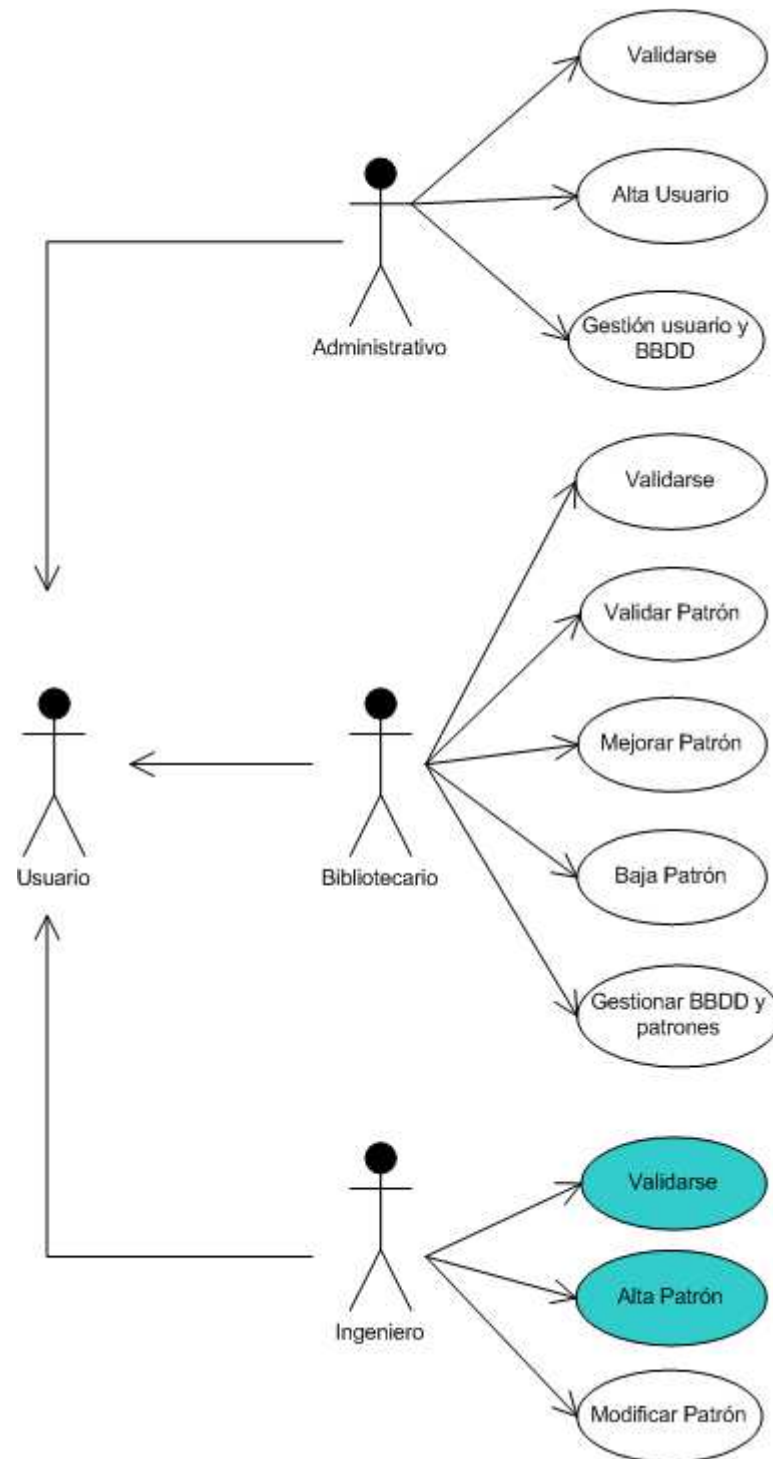 Validarse
Alta Usuario
Gestión usuario y
BBDD
Administrativo
Validarse
Validar Patrón
Mejorar Patrón
Usuario
Bibliotecario
Baja Patrón
Gestionar BBDD y
patrones
Validarse
Alta Patrón
Ingeniero
Modificar Patrón